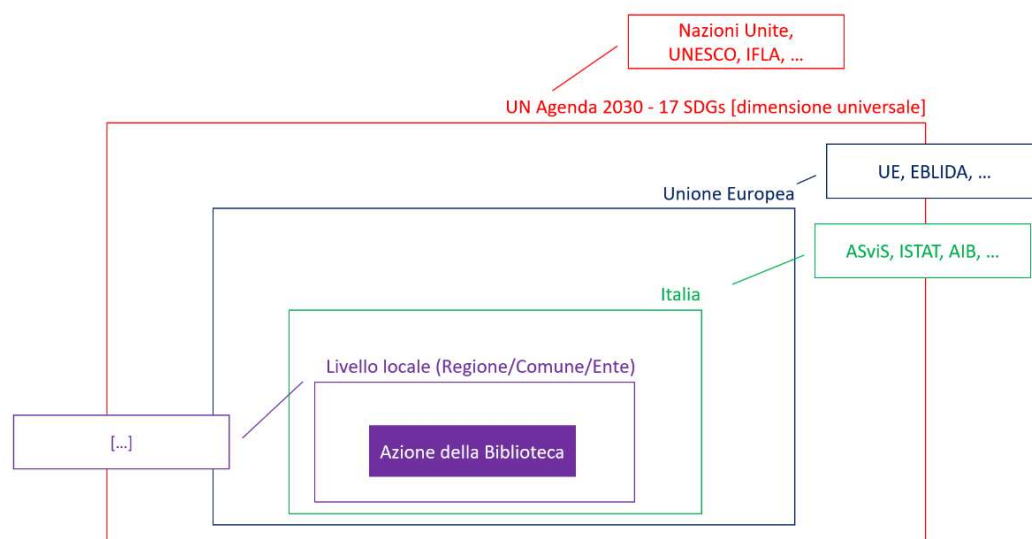 Nazioni Unite,
UNESCO, IFLA, …
UN Agenda 2030 - 17 SDGs [dimensione universale]
UE, EBLIDA, …
Unione Europea
ASviS, ISTAT, AIB, …
Italia
Livello locale (Regione/Comune/Ente)
[…]
Azione della Biblioteca